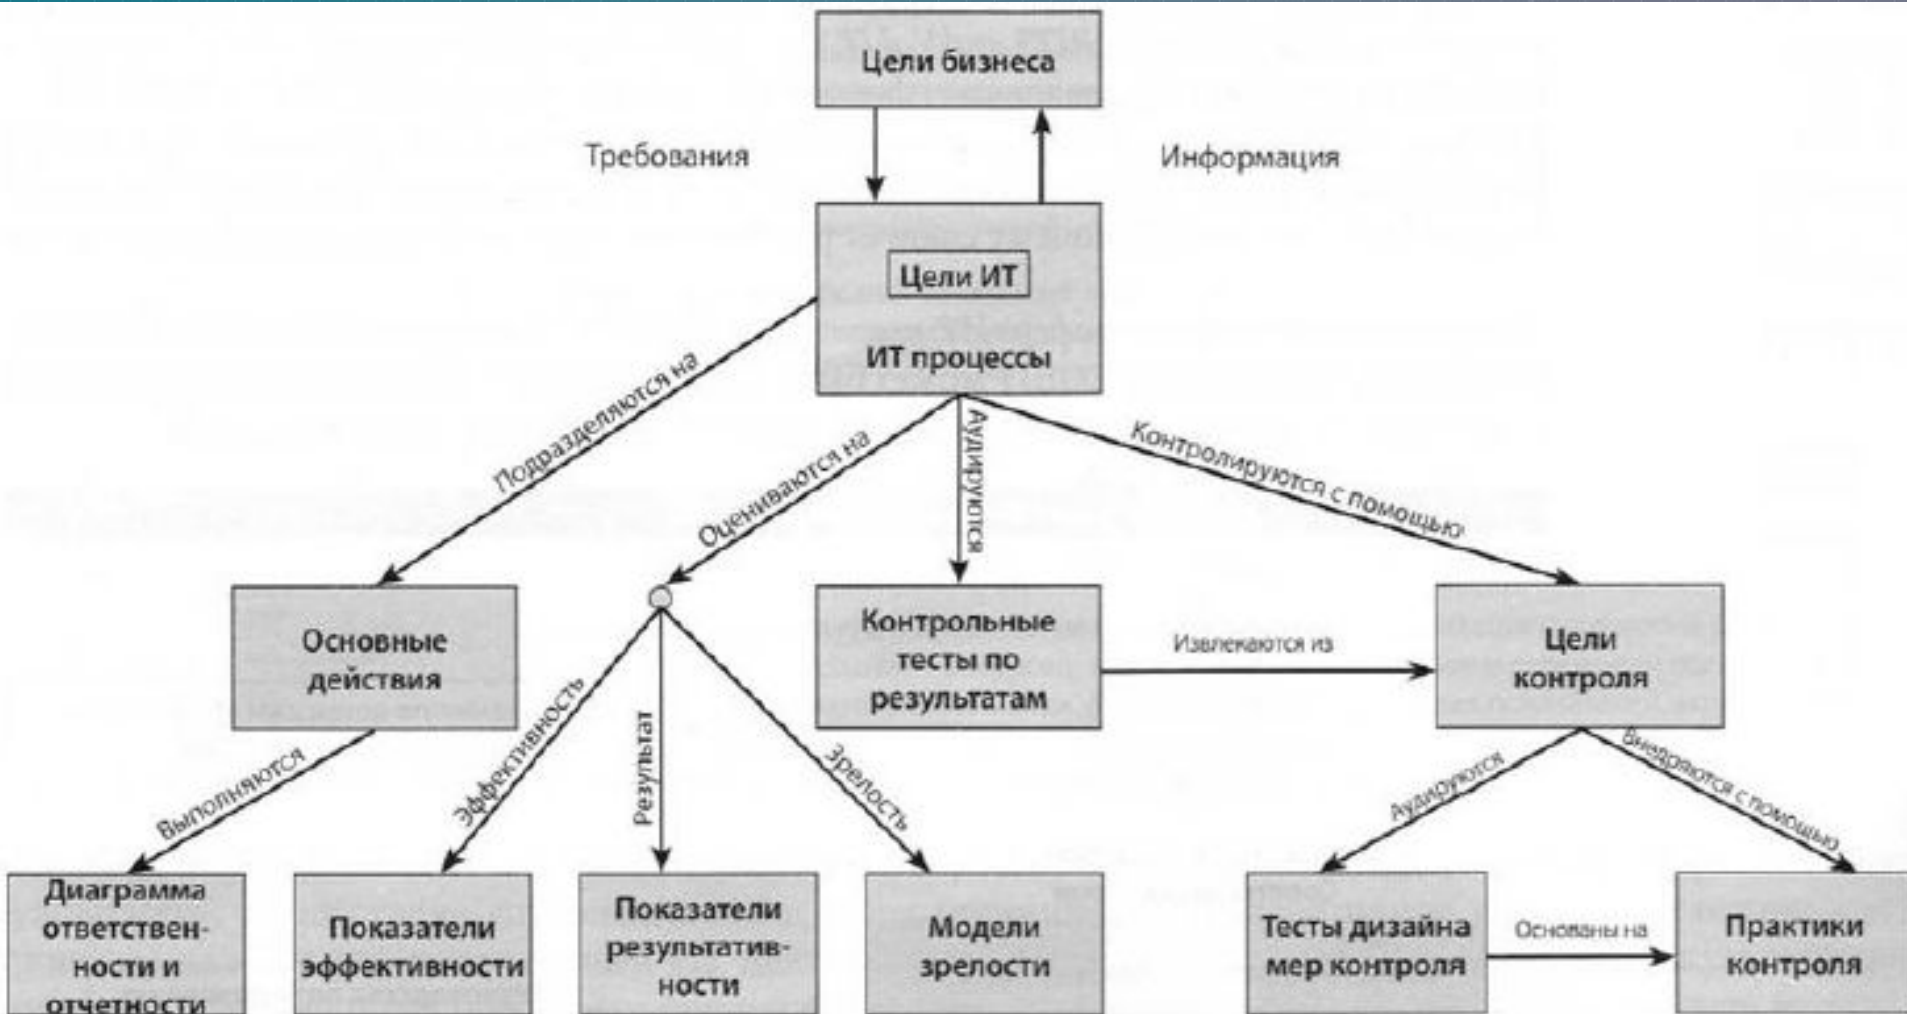 Цели бизнеса
Требования
Информация
Цели ИТ
ИТ процессы
Подразделяются на
Оцениваются на
Аудируются
Контролируются с помощью
Основные
действия
Контрольные
тесты по
результатам
Извлекаются из
Цели
контроля
Выполняются
Эффективность
Результат
Зрелость
Аудируются
Внедряются с помощью
Диаграмма
ответствен-
ности и
отчетности
Показатели
эффективности
Показатели
результатив-
ности
Модели
зрелости
Тесты дизайна
мер контроля
Основаны на
Практики
контроля